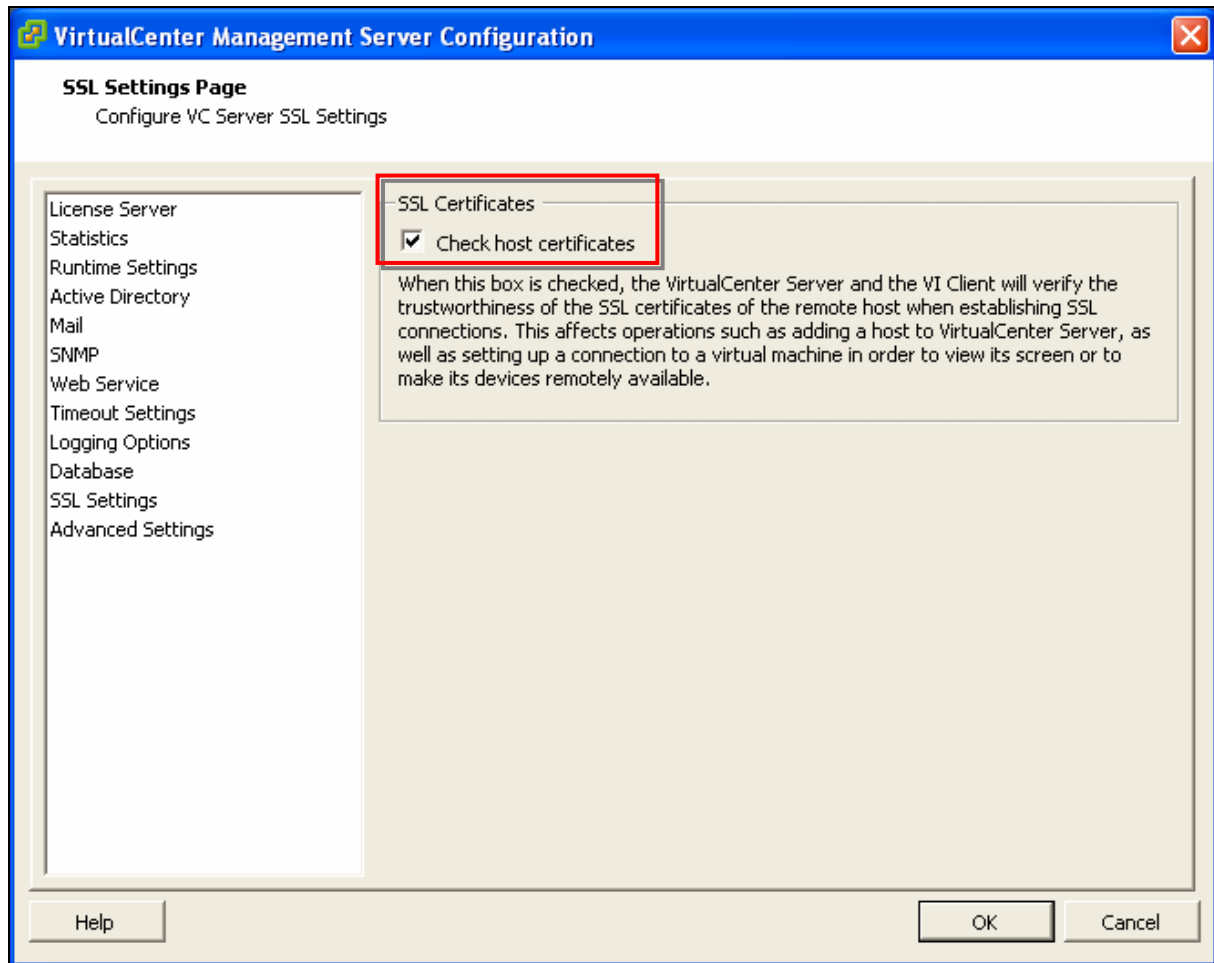 VirtualCenter Management Server Configuration
SSL Settings Page
Configure VC Server SSL Settings
License Server
Statistics
Runtime Settings
Active Directory
Mail
SNMP
Web Service
Timeout Settings
Logging Options
Database
SSL Settings
Advanced Settings
SSL Certificates
Check host certificates
When this box is checked, the VirtualCenter Server and the VI Client will verify the
trustworthiness of the SSL certificates of the remote host when establishing SSL
connections. This affects operations such as adding a host to VirtualCenter Server, as
well as setting up a connection to a virtual machine in order to view its screen or to
make its devices remotely available.
Help
OK
Cancel